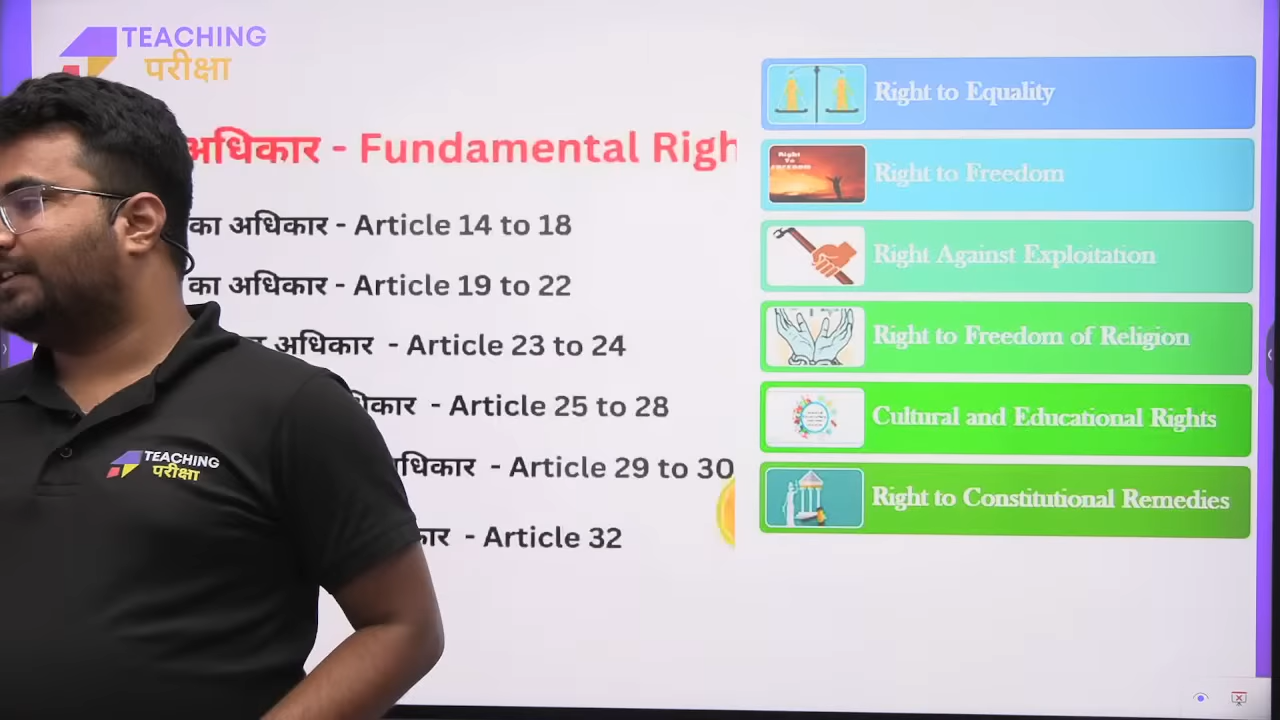 TEACHING
परीक्षा
अधिकार - Fundamental Righ
का अधिकार - Article 14 to 18
का अधिकार - Article 19 to 22
अधिकार - Article 23 to 24
- Article 25 to 28
- Article 29 to 30
- Article 32
Right to Equality
Right To
Right to Freedom
Right Against Exploitation
Right to Freedom of Religion
Cultural and Educational Rights
Right to Constitutional Remedies
TEACHING
परीक्षा